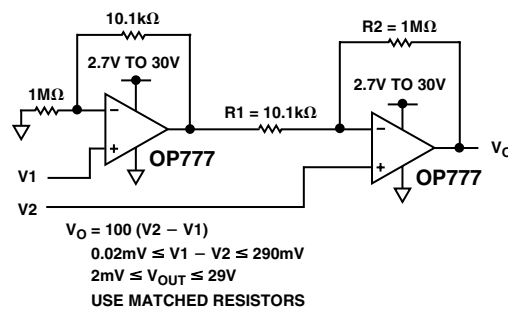 10.1kΩ
R2 = 1MΩ
2.7V TO 30V
2.7V TO 30V
1MΩ
R1 = 10.1kΩ
−
+
−
+
OP777
OP777
V1
V2
VO
VO = 100 (V2 − V1)
0.02mV ≤ V1 − V2 ≤ 290mV
2mV ≤ VOUT ≤ 29V
USE MATCHED RESISTORS